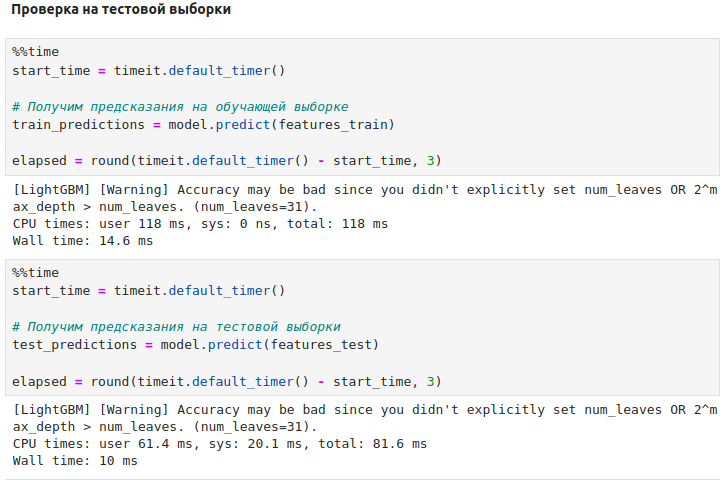 Проверка на тестовой выборки
%%time
start_time = timeit.default_timer()
# Получим предсказания на обучающей выборке
train_predictions = model.predict(features_train)
elapsed = round(timeit.default_timer() - start_time, 3)
[LightGBM] [Warning] Accuracy may be bad since you didn't explicitly set num_leaves OR 2^m
ax_depth > num_leaves. (num_leaves=31).
CPU times: user 118 ms, sys: 0 ns, total: 118 ms
Wall time: 14.6 ms
%%time
start_time = timeit.default_timer()
# Получим предсказания на тестовой выборки
test_predictions = model.predict(features_test)
elapsed = round(timeit.default_timer() - start_time, 3)
[LightGBM] [Warning] Accuracy may be bad since you didn't explicitly set num_leaves OR 2^m
ax_depth > num_leaves. (num_leaves=31).
CPU times: user 61.4 ms, sys: 20.1 ms, total: 81.6 ms
Wall time: 10 ms